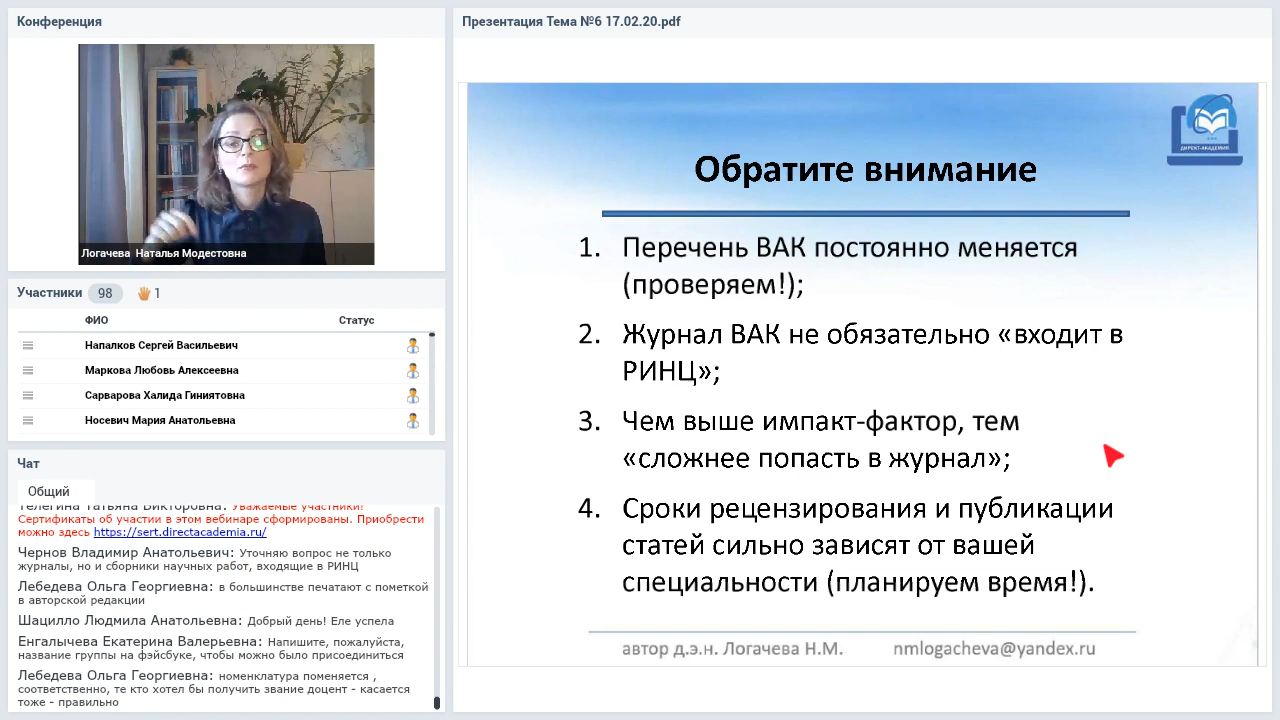 Конференция
Логачева Наталья Модестовна
Участники 98 1
ФИО Статус
Напалков Сергей Васильевич
Маркова Любовь Алексеевна
Сарварова Халида Гиниятовна
Носевич Мария Анатольевна
Чат
Общий
Телегина Татьяна Викторовна: Уважаемые участники!
Сертификаты об участии в этом вебинаре сформированы. Приобрести
можно здесь https://sert.directacademia.ru/
Чернов Владимир Анатольевич: Уточняю вопрос не только
журналы, но и сборники научных работ, входящие в РИНЦ
Лебедева Ольга Георгиевна: в большинстве печатают с пометкой
в авторской редакции
Шацилло Людмила Анатольевна: Добрый день! Еле успела
Енгалычева Екатерина Валерьевна: Напишите, пожалуйста,
название группы на фэйсбуке, чтобы можно было присоединиться
Лебедева Ольга Георгиевна: номенклатура поменяется ,
соответственно, те кто хотел бы получить звание доцент - касается
тоже - правильно
Презентация Тема №6 17.02.20.pdf
ДИРЕКТ-АКАДЕМИЯ
Обратите внимание
1. Перечень ВАК постоянно меняется
(проверяем!);
2. Журнал ВАК не обязательно «входит в
РИНЦ»;
3. Чем выше импакт-фактор, тем
«сложнее попасть в журнал»;
4. Сроки рецензирования и публикации
статей сильно зависят от вашей
специальности (планируем время!).
автор д.э.н. Логачева Н.М. nmlogacheva@yandex.ru